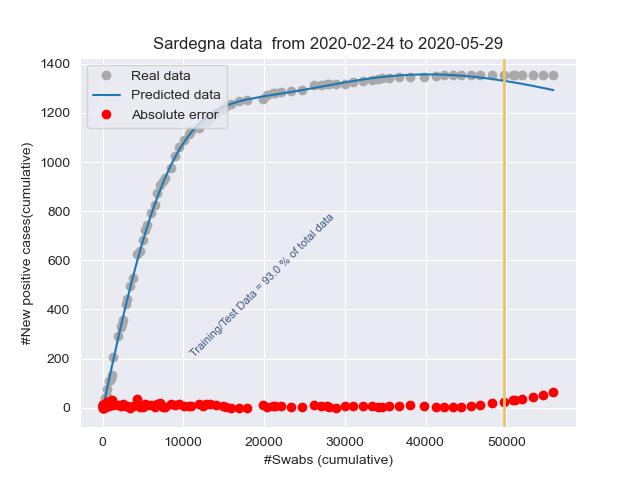 Sardegna data  from 2020-02-24 to 2020-05-29
Real data
Predicted data
Absolute error
#New positive cases(cumulative)
1400
1200
1000
800
600
400
200
0
Training/Test Data = 93.0 % of total data
0
10000
20000
30000
40000
50000
#Swabs (cumulative)